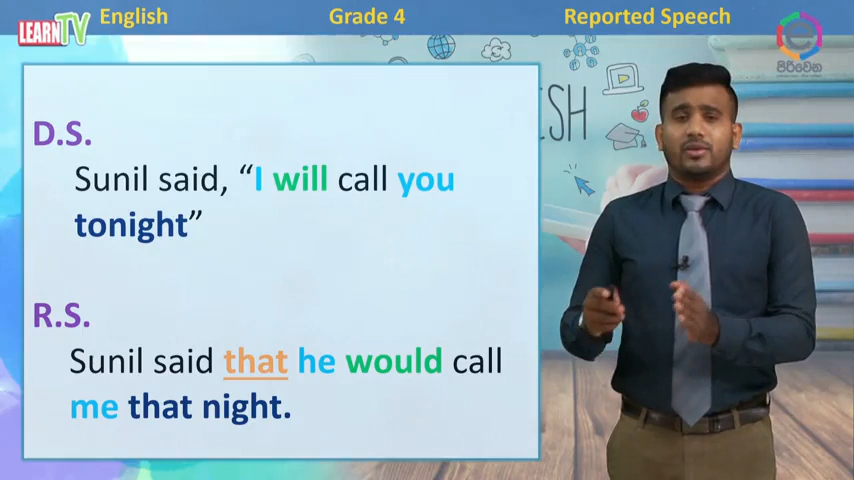 English
Grade 4
Reported Speech
LEARN TV
පිරිවෙන
D.S.
Sunil said, “I will call you
tonight”
R.S.
Sunil said that he would call
me that night.